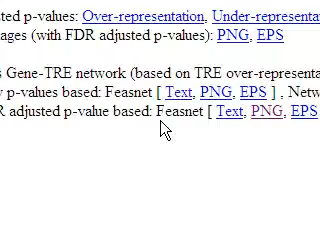 ted p-values: Over-representation, Under-representa
ages (with FDR adjusted p-values): PNG, EPS
s Gene-TRE network (based on TRE over-representa
v p-values based: Feasnet [ Text, PNG, EPS ] , Netw
R adjusted p-value based: Feasnet [ Text, PNG, EPS